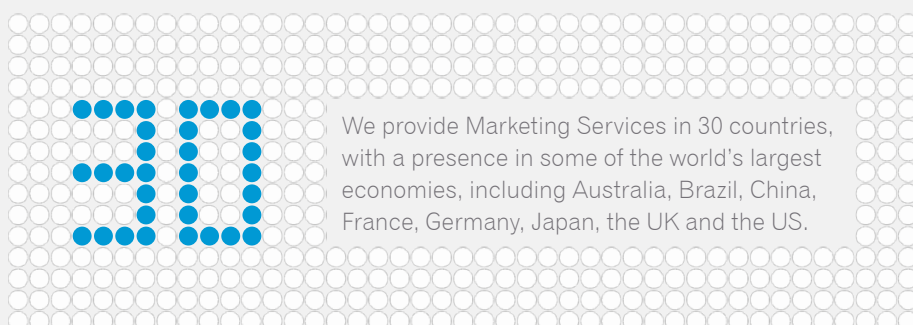 30
We provide Marketing Services in 30 countries,
with a presence in some of the world’s largest
economies, including Australia, Brazil, China,
France, Germany, Japan, the UK and the US.